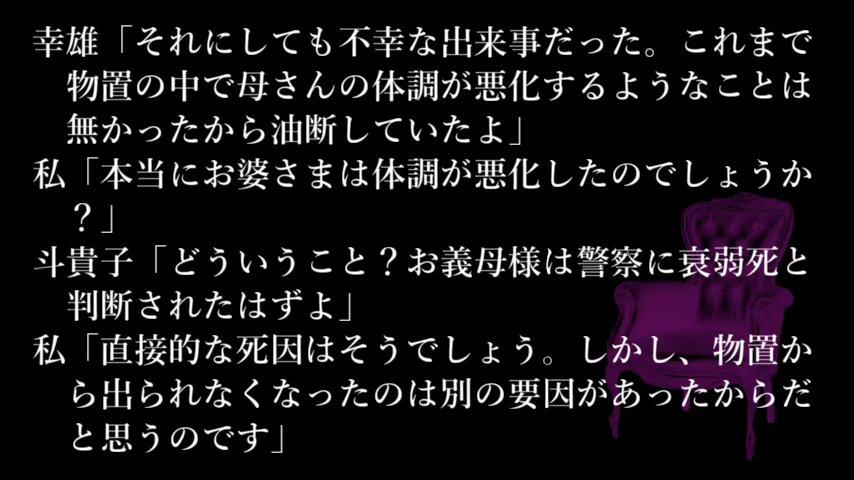 幸雄「それにしても不幸な出来事だった。これまで
物置の中で母さんの体調が悪化するようなことは
無かったから油断していたよ」
私「本当にお婆さまは体調が悪化したのでしょうか
？」
斗貴子「どういうこと？お義母様は警察に衰弱死と
判断されたはずよ」
私「直接的な死因はそうでしょう。しかし、物置か
ら出られなくなったのは別の要因があったからだ
と思うのです」